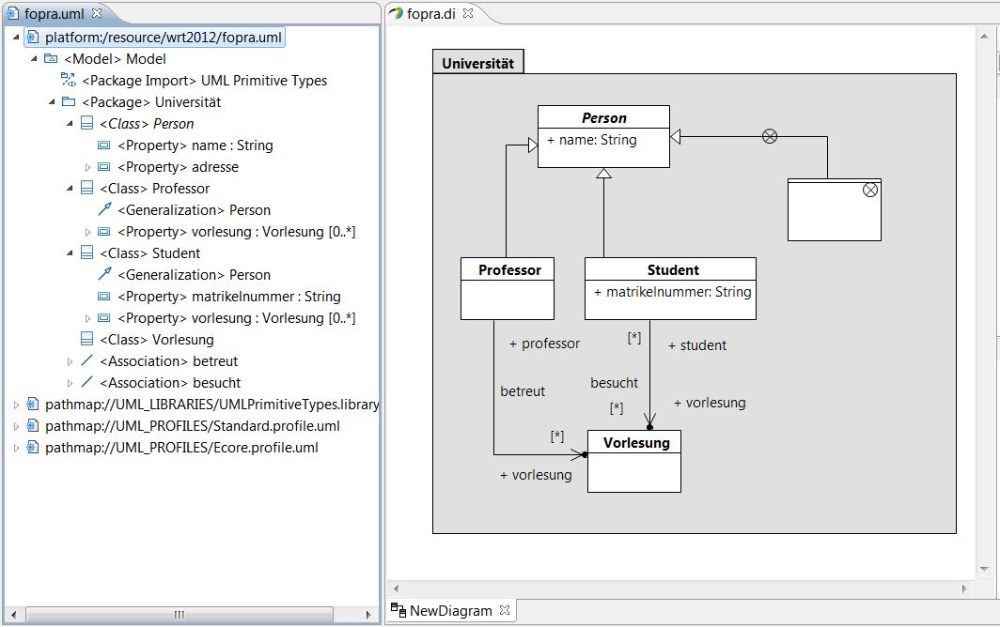 fopra.uml
platform:/resource/wrt2012/fopra.uml
<Model> Model
<Package Import> UML Primitive Types
<Package> Universität
<Class> Person
<Property> name : String
<Property> adresse
<Class> Professor
<Generalization> Person
<Property> vorlesung : Vorlesung [0..*]
<Class> Student
<Generalization> Person
<Property> matrikelnummer : String
<Property> vorlesung : Vorlesung [0..*]
<Class> Vorlesung
<Association> betreut
<Association> besucht
pathmap://UML_LIBRARIES/UMLPrimitiveTypes.library
pathmap://UML_PROFILES/Standard.profile.uml
pathmap://UML_PROFILES/Ecore.profile.uml
fopra.di
Universität
Person
+ name: String
Professor
Student
+ matrikelnummer: String
+ professor
[*]
+ student
betreut
besucht
[*]
+ vorlesung
[*]
Vorlesung
+ vorlesung
NewDiagram